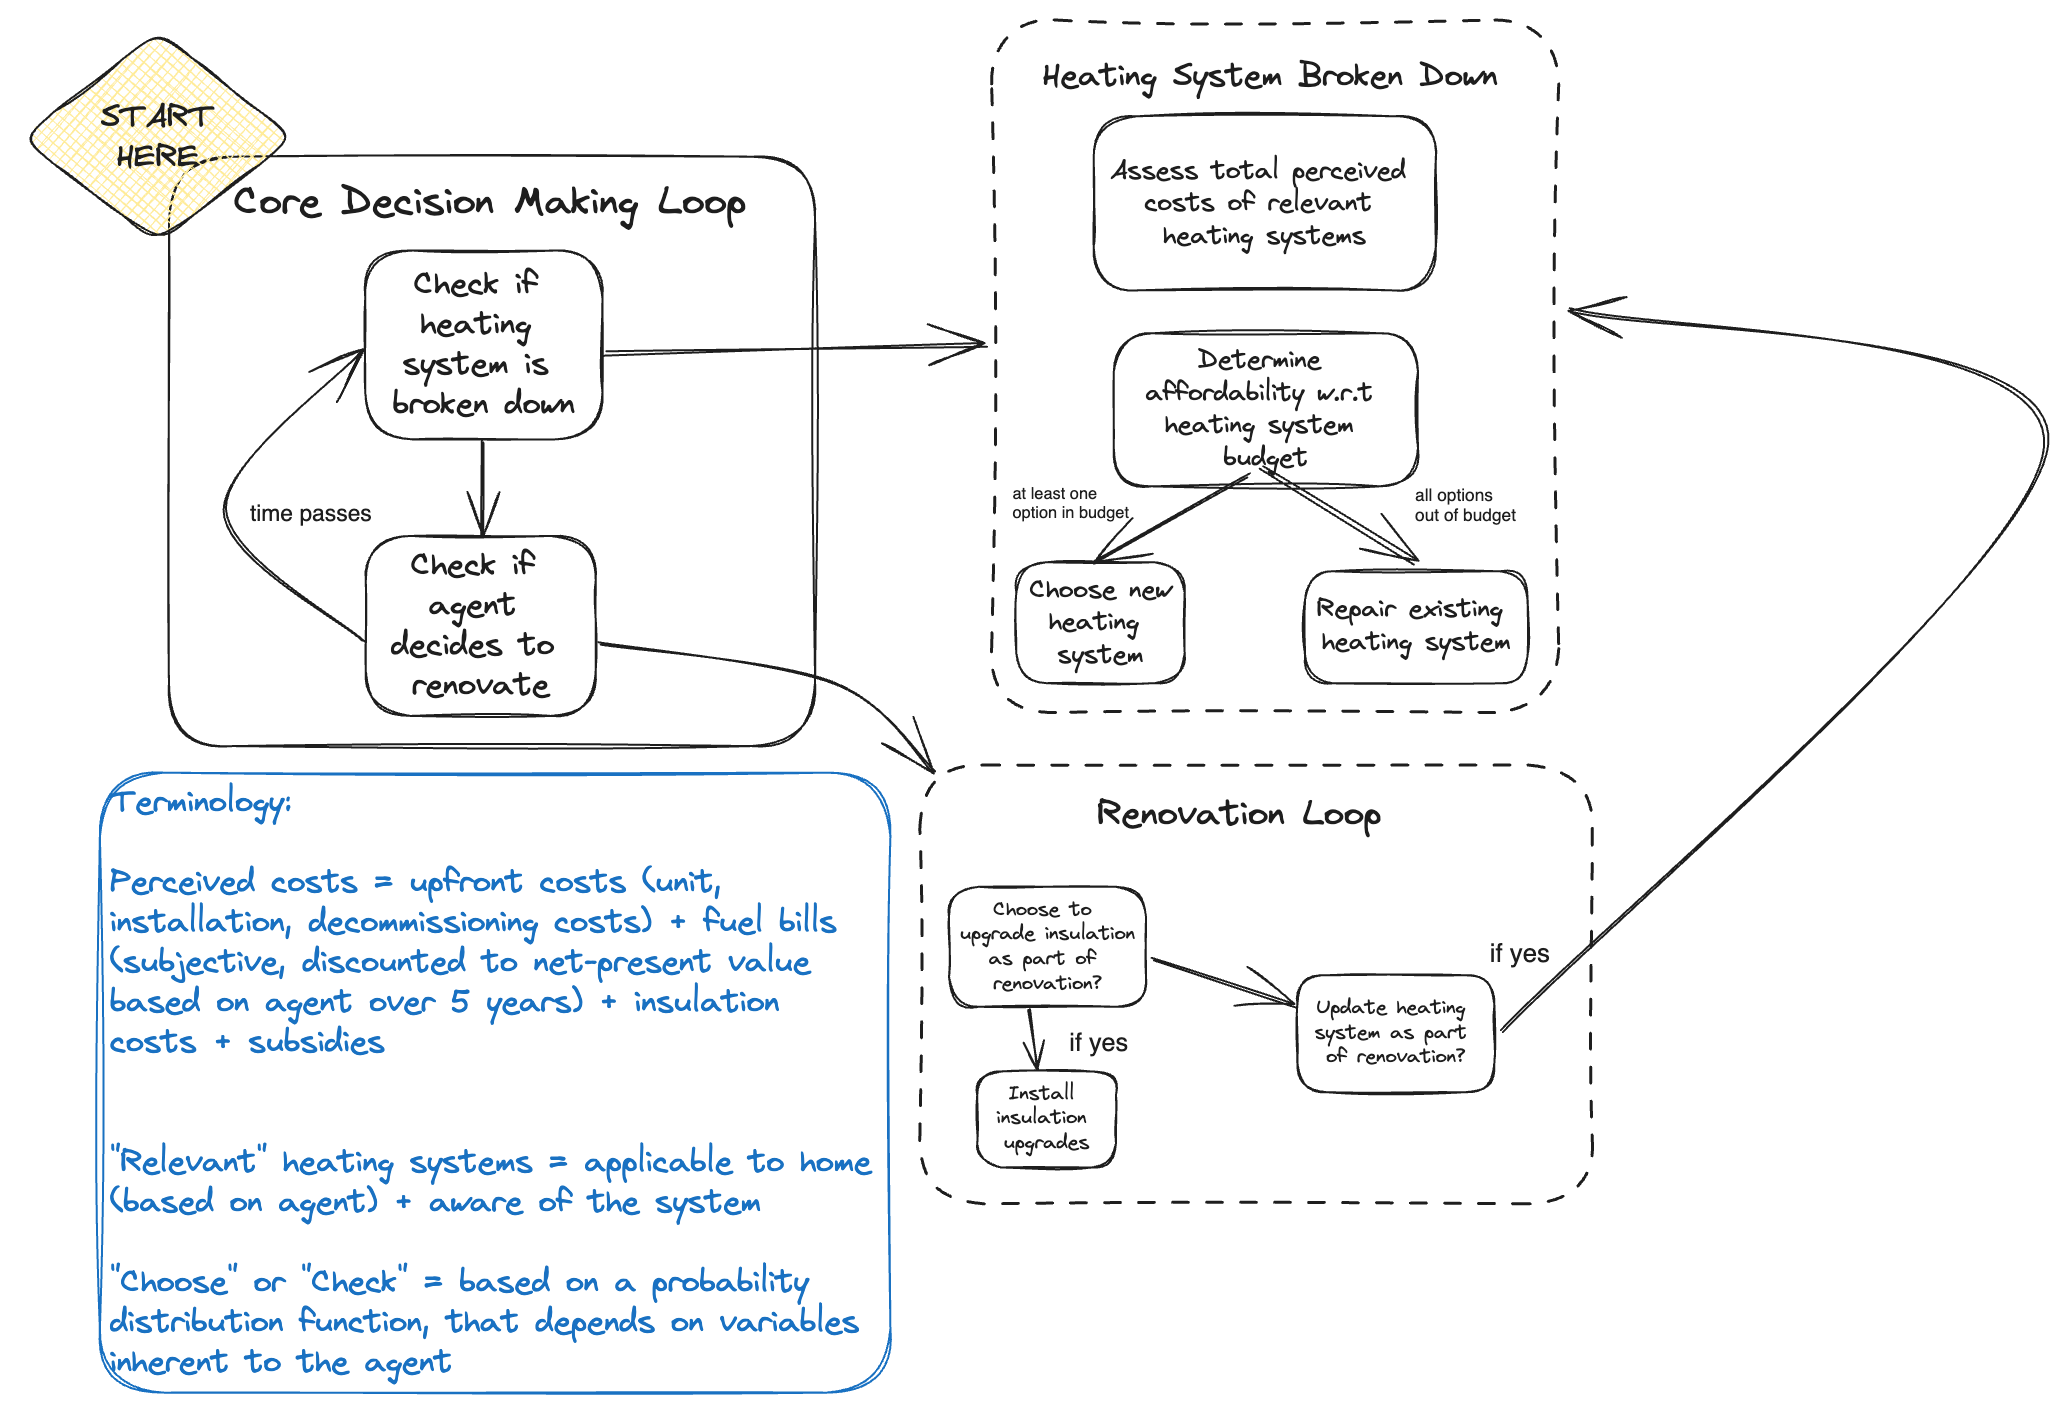 START
HERE
Core Decision Making Loop
Check if
heating
system is
broken down
time passes
Check if
agent
decides to
renovate
Heating System Broken Down
Assess total perceived
costs of relevant
heating systems
Determine
affordability w.r.t
heating system
budget
at least one
option in budget
all options
out of budget
Choose new
heating
system
Repair existing
heating system
Renovation Loop
Choose to
upgrade insulation
as part of
renovation?
if yes
Install
insulation
upgrades
Update heating
system as part
of renovation?
if yes
Terminology:
Perceived costs = upfront costs (unit,
installation, decommissioning costs) + fuel bills
(subjective, discounted to net-present value
based on agent over 5 years) + insulation
costs + subsidies
"Relevant" heating systems = applicable to home
(based on agent) + aware of the system
"Choose" or "Check" = based on a probability
distribution function, that depends on variables
inherent to the agent